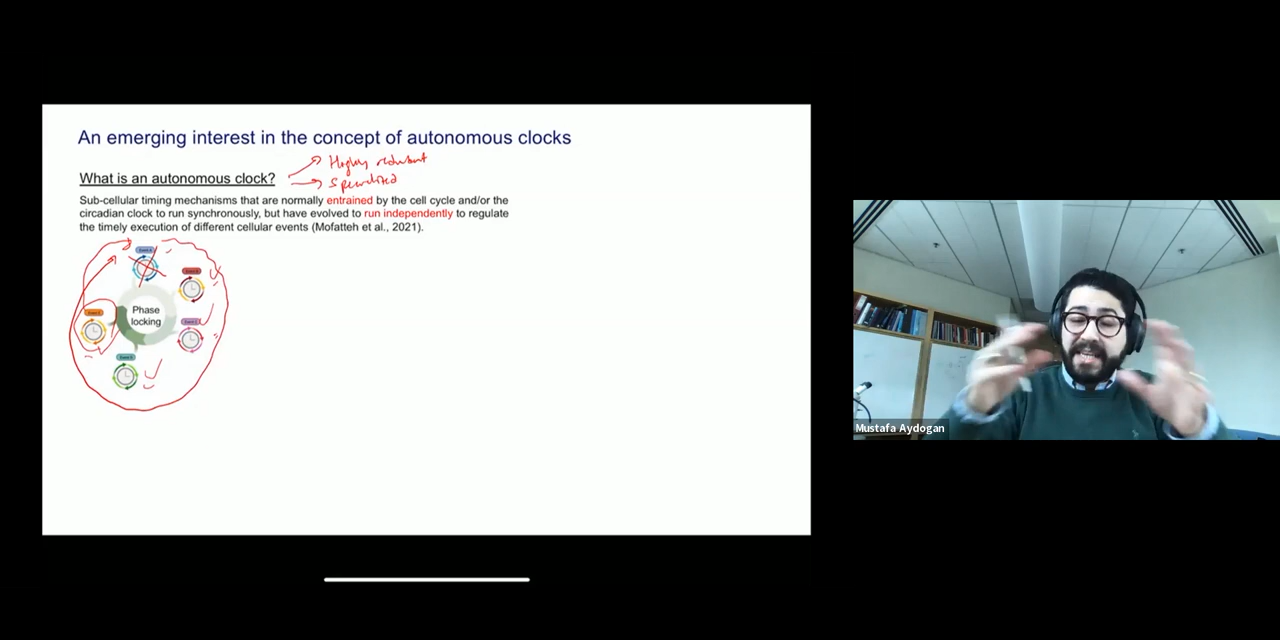 An emerging interest in the concept of autonomous clocks
Highly redundant
What is an autonomous clock?
Specialized
Sub-cellular timing mechanisms that are normally entrained by the cell cycle and/or the
circadian clock to run synchronously, but have evolved to run independently to regulate
the timely execution of different cellular events (Mofatteh et al., 2021).
Phase
locking
Mustafa Aydogan